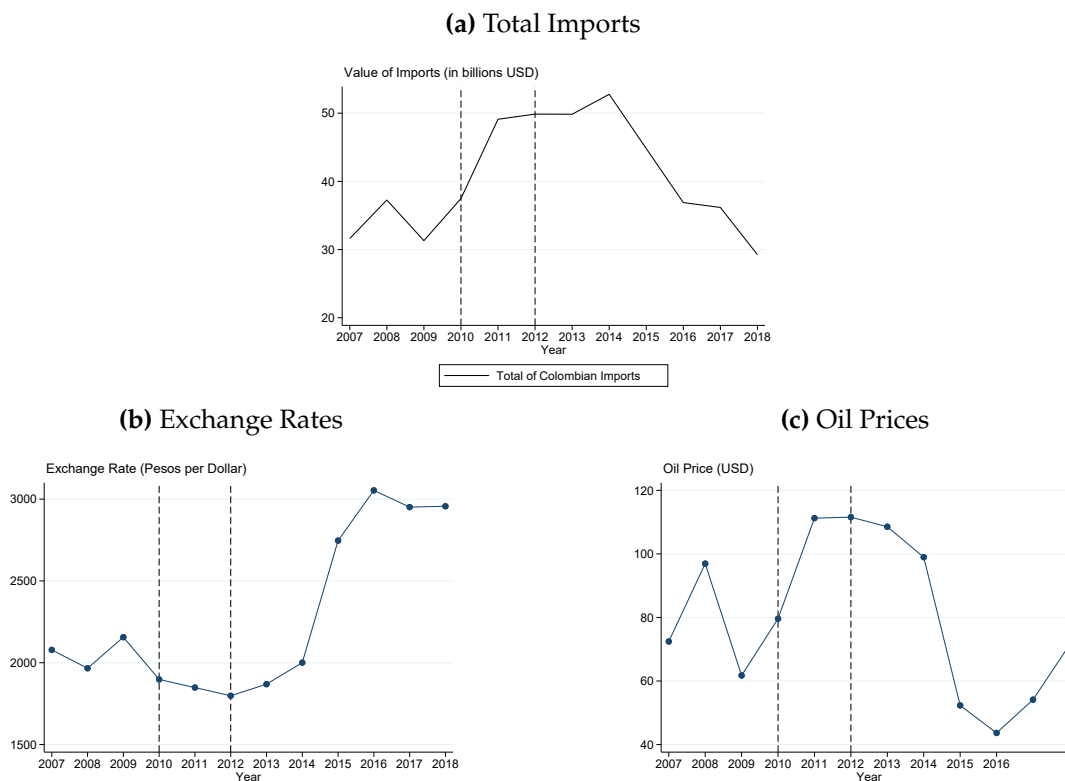 (a) Total Imports
Value of Imports (in billions USD)
50
40
30
20
2007 2008 2009 2010 2011 2012 2013 2014 2015 2016 2017 2018
Year
Total of Colombian Imports
(b) Exchange Rates
Exchange Rate (Pesos per Dollar)
3000
2500
2000
1500
2007 2008 2009 2010 2011 2012 2013 2014 2015 2016 2017 2018
Year
(c) Oil Prices
Oil Price (USD)
120
100
80
60
40
2007 2008 2009 2010 2011 2012 2013 2014 2015 2016
Year